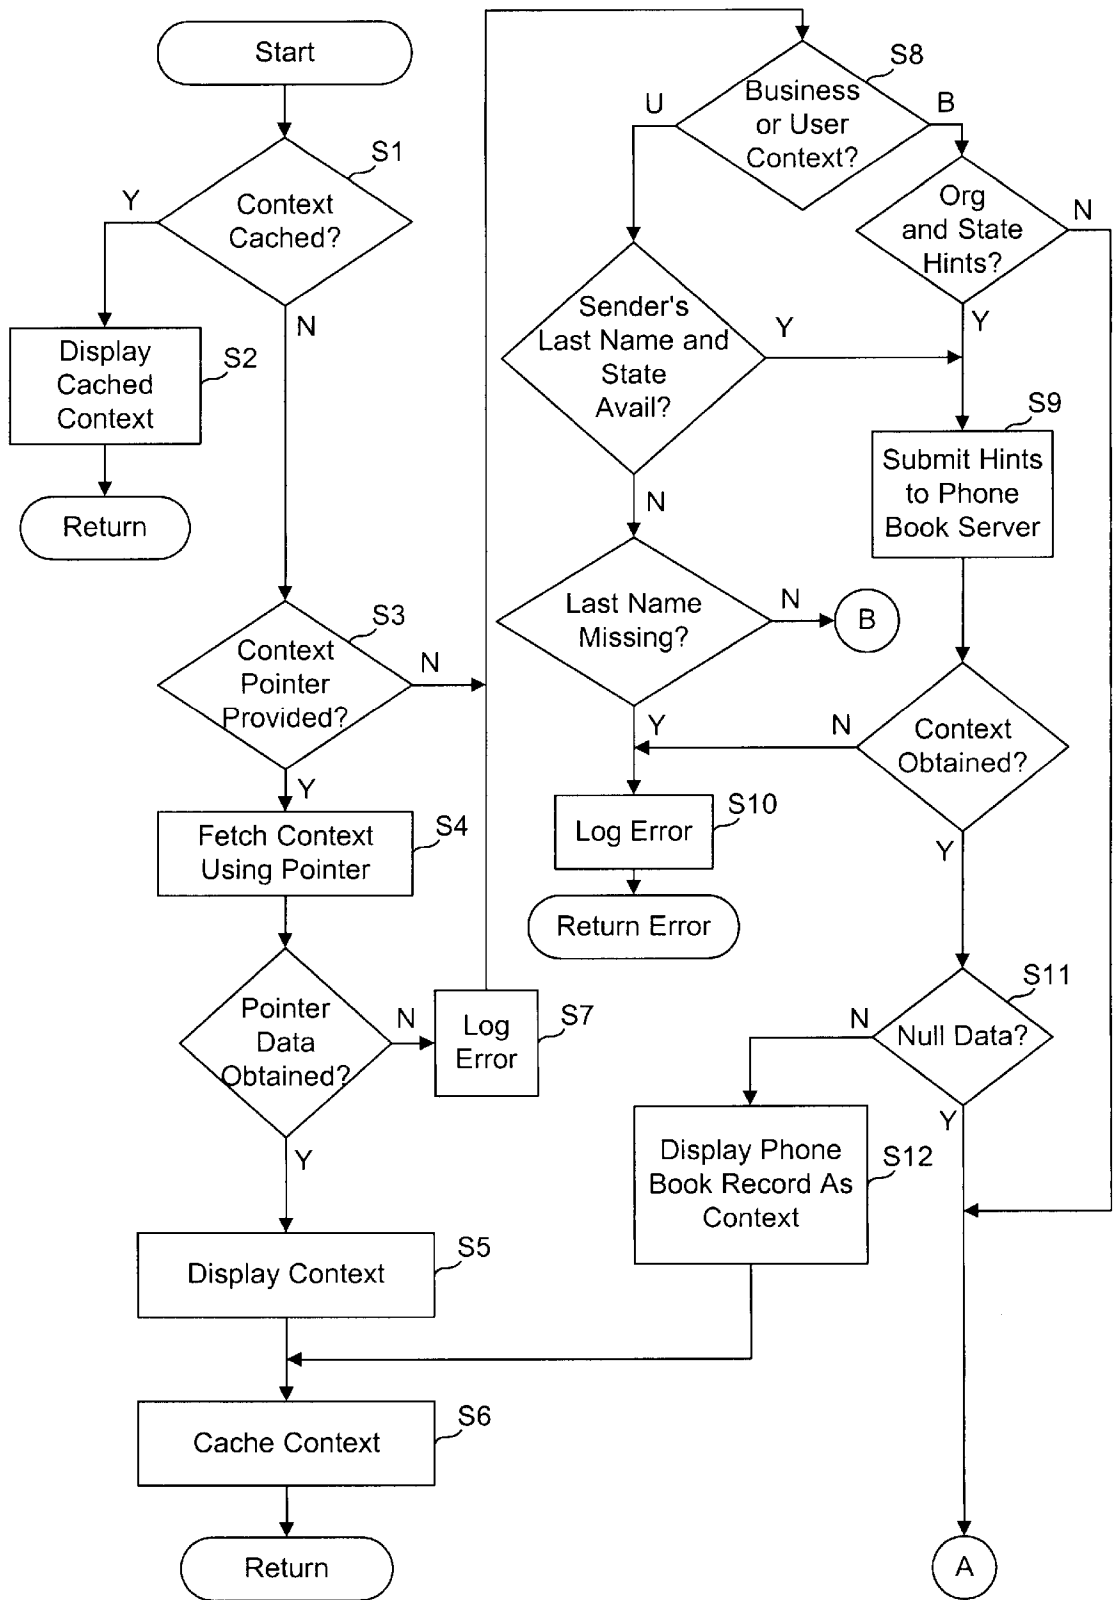 Start
S1
Context
Cached?
Y
N
Display
Cached
Context
S2
Return
S3
Context
Pointer
Provided?
N
Y
Fetch Context
Using Pointer
S4
Pointer
Data
Obtained?
N
Log
Error
S7
Y
Display Context
S5
Cache Context
S6
Return
S8
Business
or User
Context?
U
B
Org
and State
Hints?
N
Y
Sender's
Last Name and
State
Avail?
Y
N
S9
Submit Hints
to Phone
Book Server
Last Name
Missing?
N
B
Y
Context
Obtained?
N
Y
Log Error
S10
Return Error
S11
Null Data?
N
Y
Display Phone
Book Record As
Context
S12
A